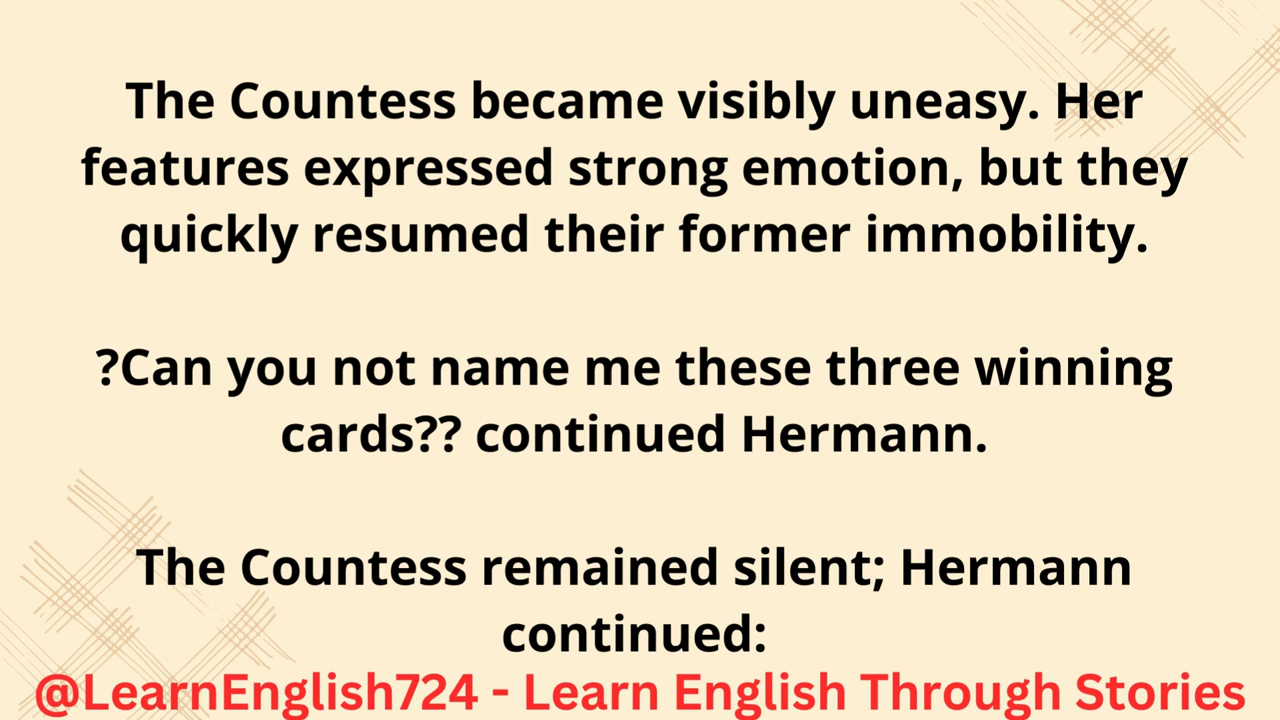 The Countess became visibly uneasy. Her
features expressed strong emotion, but they
quickly resumed their former immobility.
?Can you not name me these three winning
cards?? continued Hermann.
The Countess remained silent; Hermann
continued:
@LearnEnglish724 - Learn English Through Stories